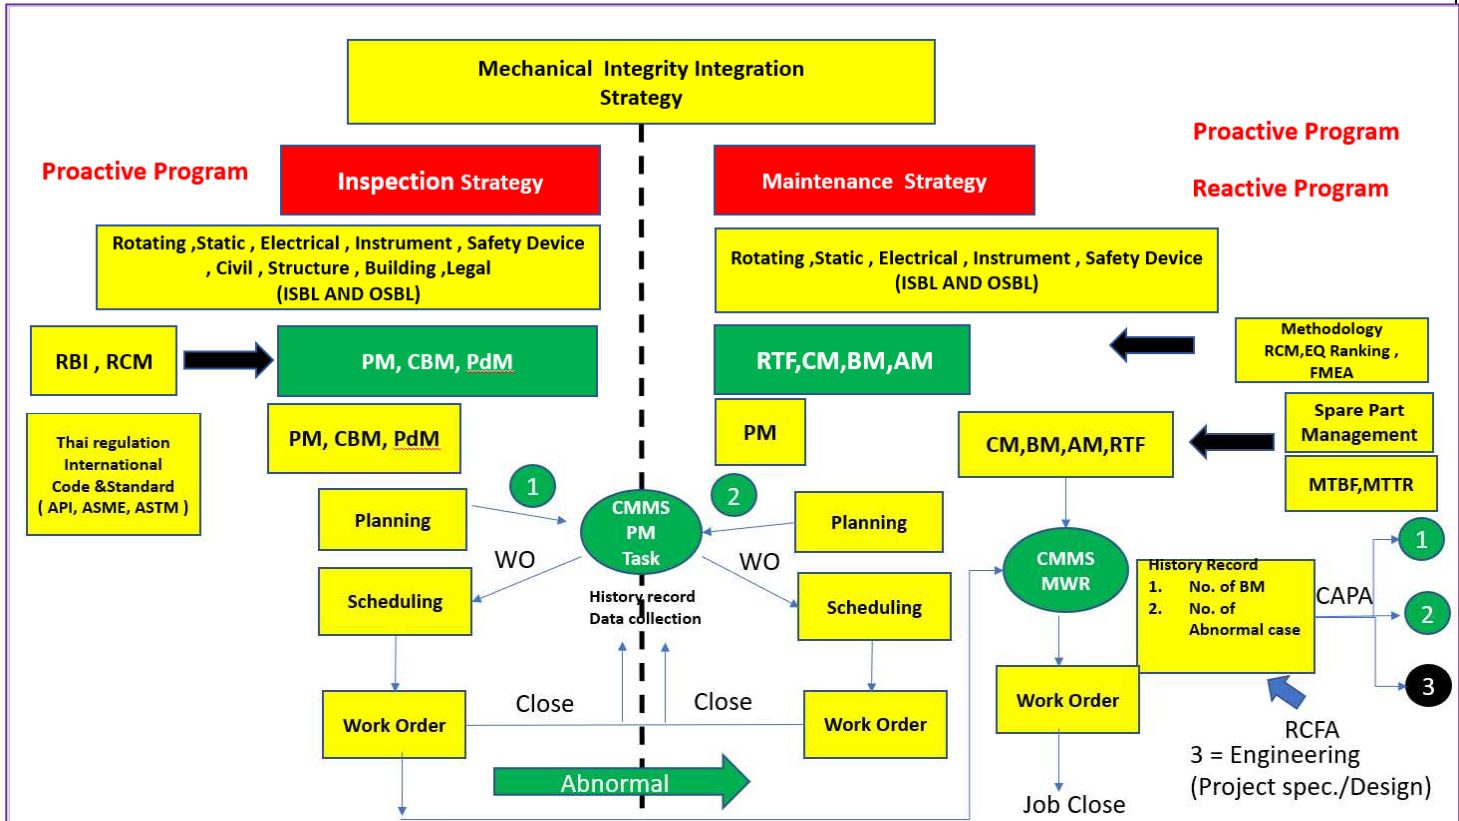 Mechanical Integrity Integration
Strategy
Proactive Program
Inspection Strategy
Maintenance Strategy
Proactive Program
Reactive Program
Rotating ,Static , Electrical , Instrument , Safety Device
, Civil , Structure , Building ,Legal
(ISBL AND OSBL)
Rotating ,Static , Electrical , Instrument , Safety Device
(ISBL AND OSBL)
RBI , RCM
PM, CBM, PdM
RTF,CM,BM,AM
Methodology
RCM,EQ Ranking ,
FMEA
Thai regulation
International
Code &Standard
( API, ASME, ASTM )
PM, CBM, PdM
PM
CM,BM,AM,RTF
Spare Part
Management
MTBF,MTTR
1
2
Planning
CMMS
PM
Task
Planning
WO
WO
Scheduling
History record
Data collection
Scheduling
CMMS
MWR
History Record
1. No. of BM
2. No. of
Abnormal case
CAPA
1
2
3
Work Order
Close
Close
Work Order
Work Order
Abnormal
Job Close
RCFA
3 = Engineering
(Project spec./Design)